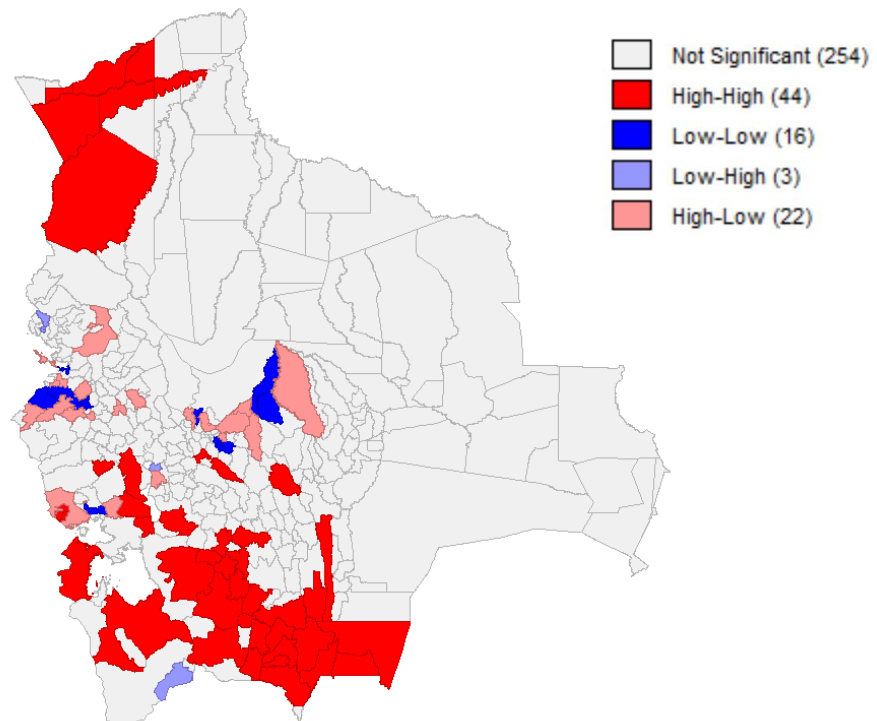 Not Significant (254)
High-High (44)
Low-Low (16)
Low-High (3)
High-Low (22)